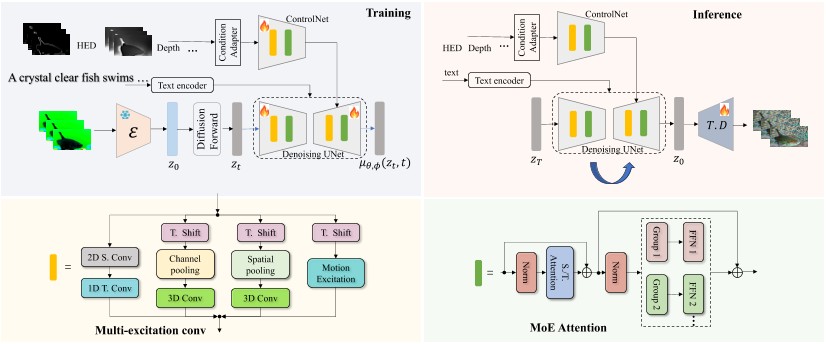 Training
ControlNet
HED
Depth
...
Condition
Adapter
A crystal clear fish swims ...
Text encoder
ε
z₀
Diffusion
Forward
zₜ
Denoising UNet
μθ,ϕ(zₜ, t)
Inference
ControlNet
HED
Depth
...
Condition
Adapter
text
Text encoder
z_T
Denoising UNet
z₀
T.D
=
2D S. Conv
1D T. Conv
T. Shift
Channel
pooling
3D Conv
T. Shift
Spatial
pooling
3D Conv
T. Shift
Motion
Excitation
Multi-excitation conv
=
Norm
S./T.
Attention
Norm
Group 1
FFN 1
Group 2
FFN 2
MoE Attention